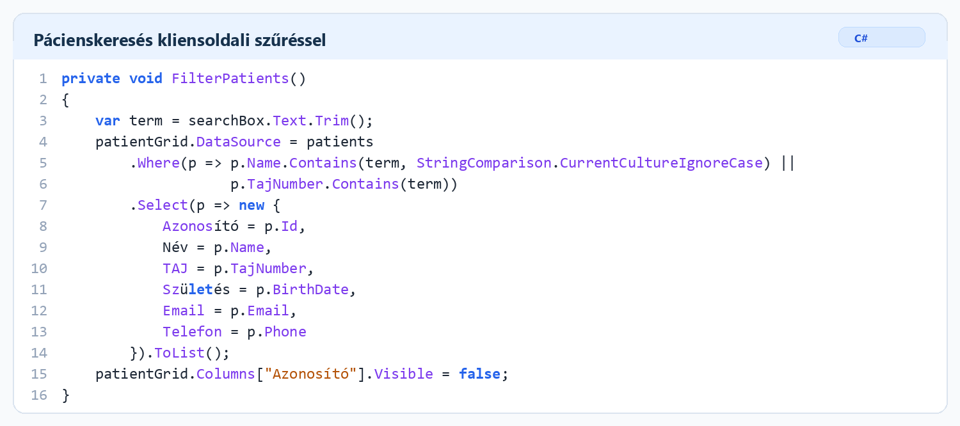 Pácienskeresés kliensoldali szűréssel
C#
1 private void FilterPatients()
2 {
3     var term = searchBox.Text.Trim();
4     patientGrid.DataSource = patients
5         .Where(p => p.Name.Contains(term, StringComparison.CurrentCultureIgnoreCase) ||
6                     p.TajNumber.Contains(term))
7         .Select(p => new {
8             Azonosító = p.Id,
9             Név = p.Name,
10             TAJ = p.TajNumber,
11             Születés = p.BirthDate,
12             Email = p.Email,
13             Telefon = p.Phone
14         }).ToList();
15     patientGrid.Columns["Azonosító"].Visible = false;
16 }